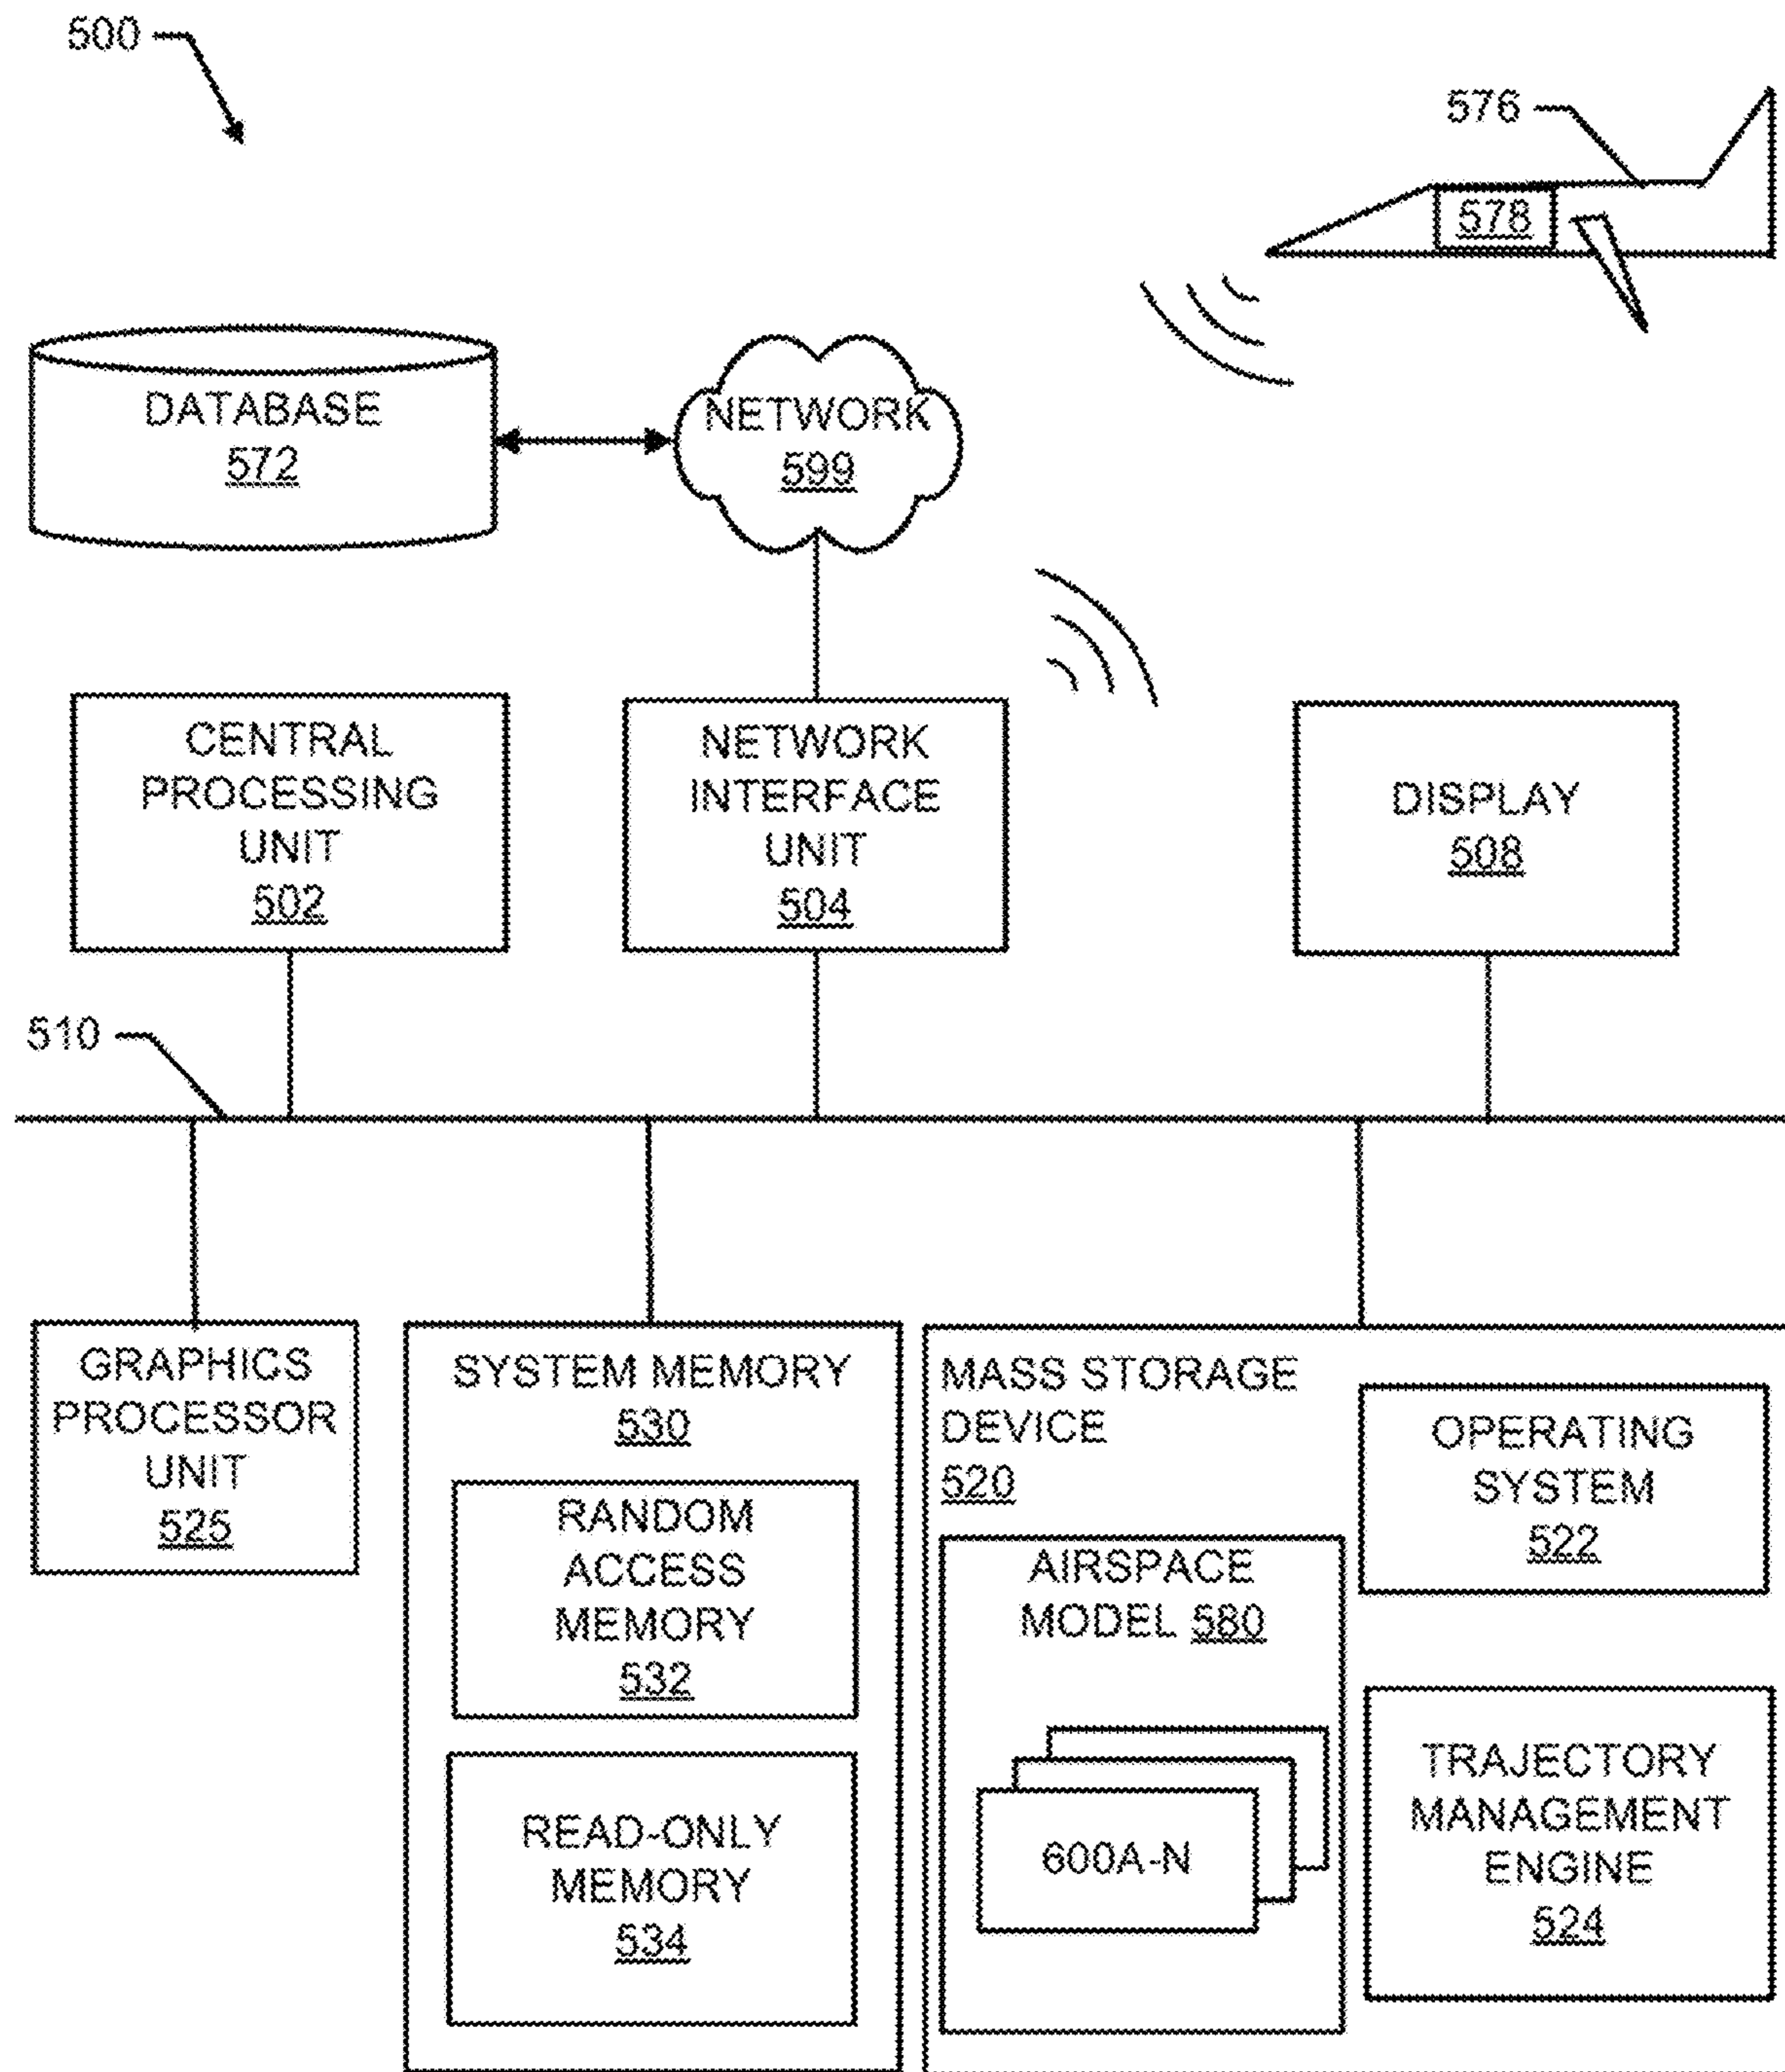 500
576
578
DATABASE
572
NETWORK
599
CENTRAL
PROCESSING
UNIT
502
NETWORK
INTERFACE
UNIT
504
DISPLAY
508
510
GRAPHICS
PROCESSOR
UNIT
525
SYSTEM MEMORY
530
RANDOM
ACCESS
MEMORY
532
READ-ONLY
MEMORY
534
MASS STORAGE
DEVICE
520
OPERATING
SYSTEM
522
AIRSPACE
MODEL 580
600A-N
TRAJECTORY
MANAGEMENT
ENGINE
524